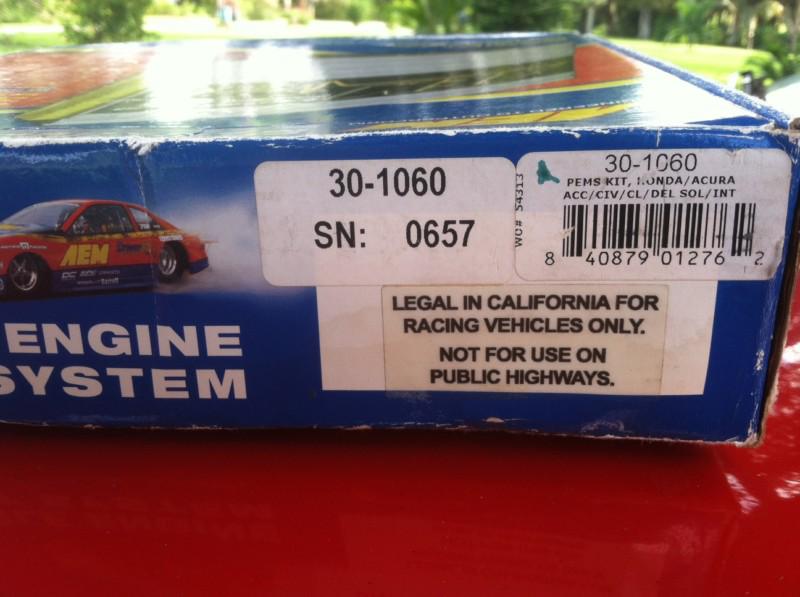 30-1060
SN: 0657
WO# 54313
30-1060
PEMS KIT, HONDA/ACURA
ACC/CIV/CL/DEL SOL/INT
8 40879 01276 2
LEGAL IN CALIFORNIA FOR
RACING VEHICLES ONLY.
NOT FOR USE ON
PUBLIC HIGHWAYS.
AEM
ENGINE
SYSTEM